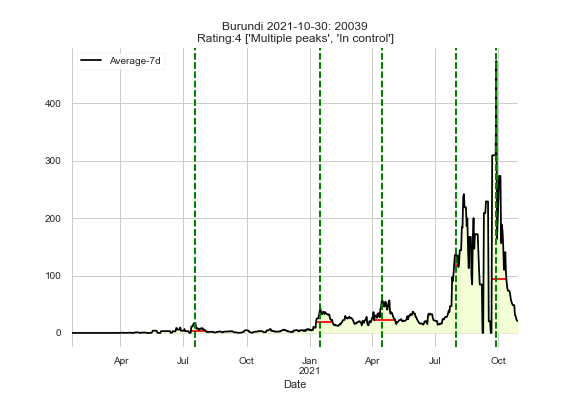 Burundi 2021-10-30: 20039
Rating:4 ['Multiple peaks', 'In control']
Average-7d
400
300
200
100
0
Apr
Jul
Oct
Jan
2021
Apr
Jul
Oct
Date